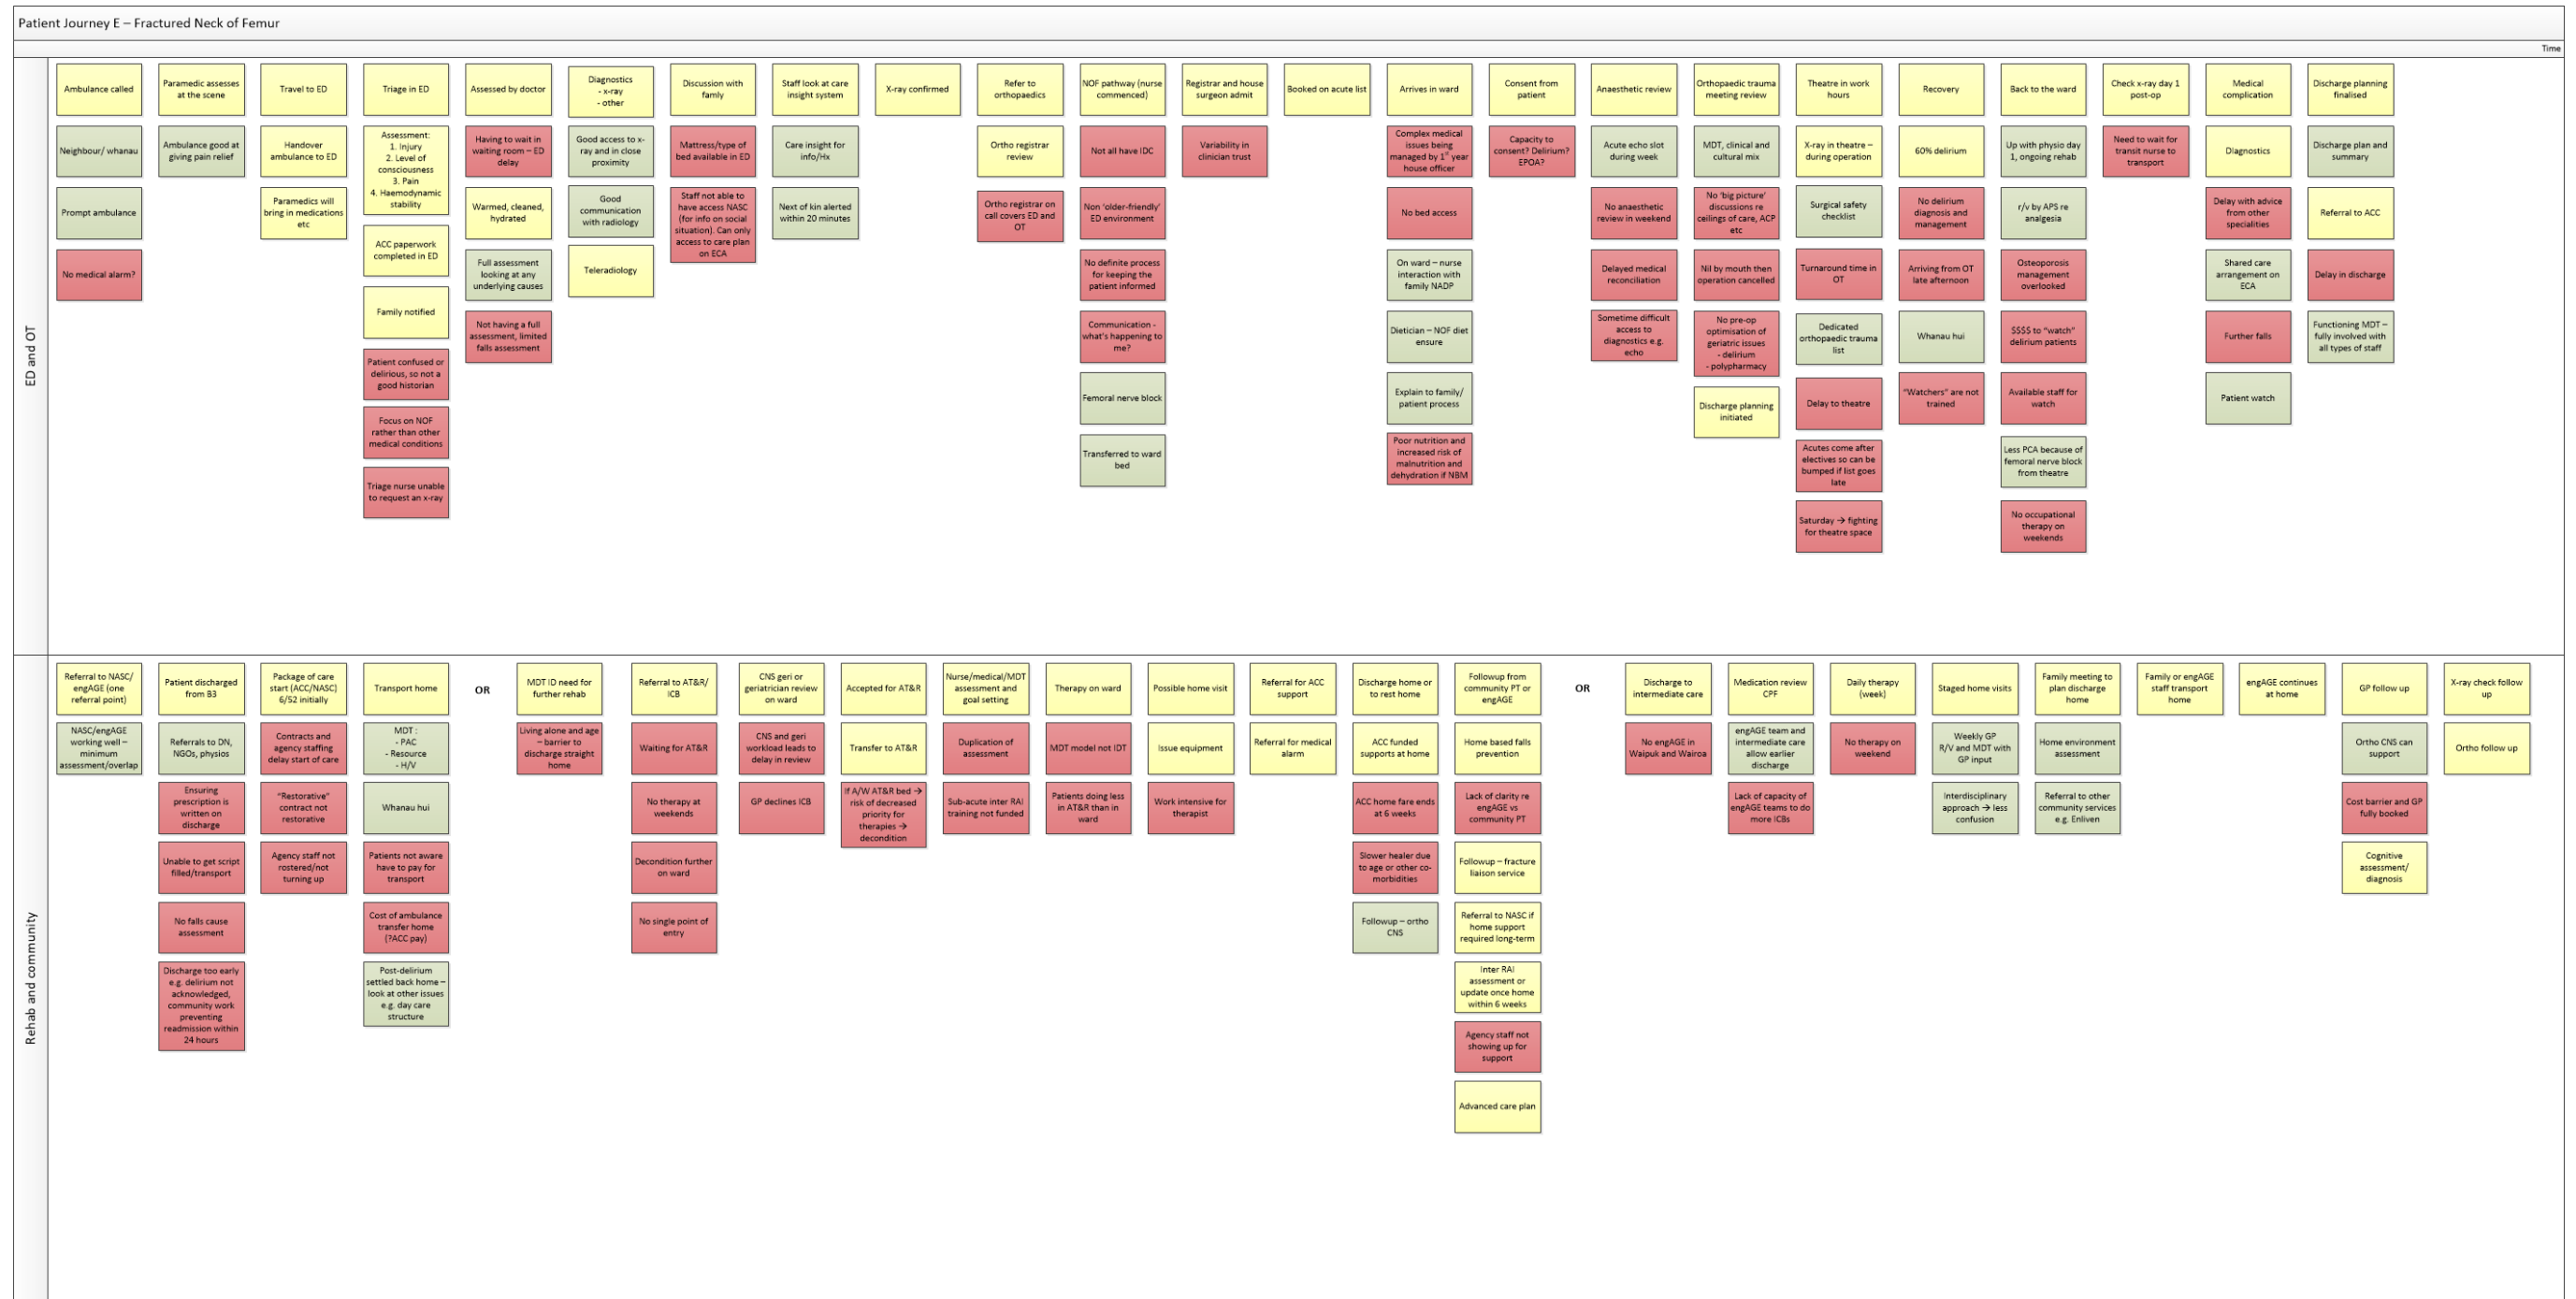 Patient Journey E – Fractured Neck of Femur
Time
ED and OT
Ambulance called
Neighbour/ whanau
Prompt ambulance
No medical alarm?
Paramedic assesses
at the scene
Ambulance good at
giving pain relief
Travel to ED
Handover
ambulance to ED
Paramedics will
bring in medications
etc
Triage in ED
Assessment:
1. Injury
2. Level of
consciousness
3. Pain
4. Haemodynamic
stability
ACC paperwork
completed in ED
Family notified
Patient confused or
delirious, so not a
good historian
Focus on NOF
rather than other
medical conditions
Triage nurse unable
to request an x-ray
Assessed by doctor
Having to wait in
waiting room – ED
delay
Warmed, cleaned,
hydrated
Full assessment
looking at any
underlying causes
Not having a full
assessment, limited
falls assessment
Diagnostics
- x-ray
- other
Good access to x-
ray and in close
proximity
Good
communication
with radiology
Teleradiology
Discussion with
famly
Mattress/type of
bed available in ED
Staff not able to
have access NASC
(for info on social
situation). Can only
access to care plan
on ECA
Staff look at care
insight system
Care insight for
info/Hx
Next of kin alerted
within 20 minutes
X-ray confirmed
Refer to
orthopaedics
Ortho registrar
review
Ortho registrar on
call covers ED and
OT
NOF pathway (nurse
commenced)
Not all have IDC
Non ‘older-friendly’
ED environment
No definite process
for keeping the
patient informed
Communication -
what’s happening to
me?
Femoral nerve block
Transferred to ward
bed
Registrar and house
surgeon admit
Variability in
clinician trust
Booked on acute list
Arrives in ward
Complex medical
issues being
managed by 1st year
house officer
No bed access
On ward – nurse
interaction with
family NADP
Dietician – NOF diet
ensure
Explain to family/
patient process
Poor nutrition and
increased risk of
malnutrition and
dehydration if NBM
Consent from
patient
Capacity to
consent? Delirium?
EPOA?
Anaesthetic review
Acute echo slot
during week
No anaesthetic
review in weekend
Delayed medical
reconciliation
Sometime difficult
access to
diagnostics e.g.
echo
Orthopaedic trauma
meeting review
MDT, clinical and
cultural mix
No ‘big picture’
discussions re
ceilings of care, ACP
etc
Nil by mouth then
operation cancelled
No pre-op
optimisation of
geriatric issues
- delirium
- polypharmacy
Discharge planning
initiated
Theatre in work
hours
X-ray in theatre –
during operation
Surgical safety
checklist
Turnaround time in
OT
Dedicated
orthopaedic trauma
list
Delay to theatre
Acutes come after
electives so can be
bumped if list goes
late
Saturday → fighting
for theatre space
Recovery
60% delirium
No delirium
diagnosis and
management
Arriving from OT
late afternoon
Whanau hui
“Watchers” are not
trained
Back to the ward
Up with physio day
1, ongoing rehab
r/v by APS re
analgesia
Osteoporosis
management
overlooked
$$$$ to “watch”
delirium patients
Available staff for
watch
Less PCA because of
femoral nerve block
from theatre
No occupational
therapy on
weekends
Check x-ray day 1
post-op
Need to wait for
transit nurse to
transport
Medical
complication
Diagnostics
Delay with advice
from other
specialities
Shared care
arrangement on
ECA
Further falls
Patient watch
Discharge planning
finalised
Discharge plan and
summary
Referral to ACC
Delay in discharge
Functioning MDT –
fully involved with
all types of staff
Rehab and community
Referral to NASC/
engAGE (one
referral point)
NASC/engAGE
working well –
minimum
assessment/overlap
Patient discharged
from B3
Referrals to DN,
NGOs, physios
Ensuring
prescription is
written on
discharge
Unable to get script
filled/transport
No falls cause
assessment
Discharge too early
e.g. delirium not
acknowledged,
community work
preventing
readmission within
24 hours
Package of care
start (ACC/NASC)
6/52 initially
Contracts and
agency staffing
delay start of care
“Restorative”
contract not
restorative
Agency staff not
rostered/not
turning up
Transport home
MDT :
- PAC
- Resource
- H/V
Whanau hui
Patients not aware
have to pay for
transport
Cost of ambulance
transfer home
(?ACC pay)
Post-delirium
settled back home –
look at other issues
e.g. day care
structure
OR
MDT ID need for
further rehab
Living alone and age
– barrier to
discharge straight
home
Referral to AT&R/
ICB
Waiting for AT&R
No therapy at
weekends
Decondition further
on ward
No single point of
entry
CNS geri or
geriatrician review
on ward
CNS and geri
workload leads to
delay in review
GP declines ICB
Accepted for AT&R
Transfer to AT&R
If A/W AT&R bed →
risk of decreased
priority for
therapies →
decondition
Nurse/medical/MDT
assessment and
goal setting
Duplication of
assessment
Sub-acute inter RAI
training not funded
Therapy on ward
MDT model not IDT
Patients doing less
in AT&R than in
ward
Possible home visit
Issue equipment
Work intensive for
therapist
Referral for ACC
support
Referral for medical
alarm
Discharge home or
to rest home
ACC funded
supports at home
ACC home fare ends
at 6 weeks
Slower healer due
to age or other co-
morbidities
Followup – ortho
CNS
Followup from
community PT or
engAGE
Home based falls
prevention
Lack of clarity re
engAGE vs
community PT
Followup – fracture
liaison service
Referral to NASC if
home support
required long-term
Inter RAI
assessment or
update once home
within 6 weeks
Agency staff not
showing up for
support
Advanced care plan
OR
Discharge to
intermediate care
No engAGE in
Waipuk and Wairoa
Medication review
CPF
engAGE team and
intermediate care
allow earlier
discharge
Lack of capacity of
engAGE teams to do
more ICBs
Daily therapy
(week)
No therapy on
weekend
Staged home visits
Weekly GP
R/V and MDT with
GP input
Interdisciplinary
approach → less
confusion
Family meeting to
plan discharge
home
Home environment
assessment
Referral to other
community services
e.g. Enliven
Family or engAGE
staff transport
home
engAGE continues
at home
GP follow up
Ortho CNS can
support
Cost barrier and GP
fully booked
Cognitive
assessment/
diagnosis
X-ray check follow
up
Ortho follow up